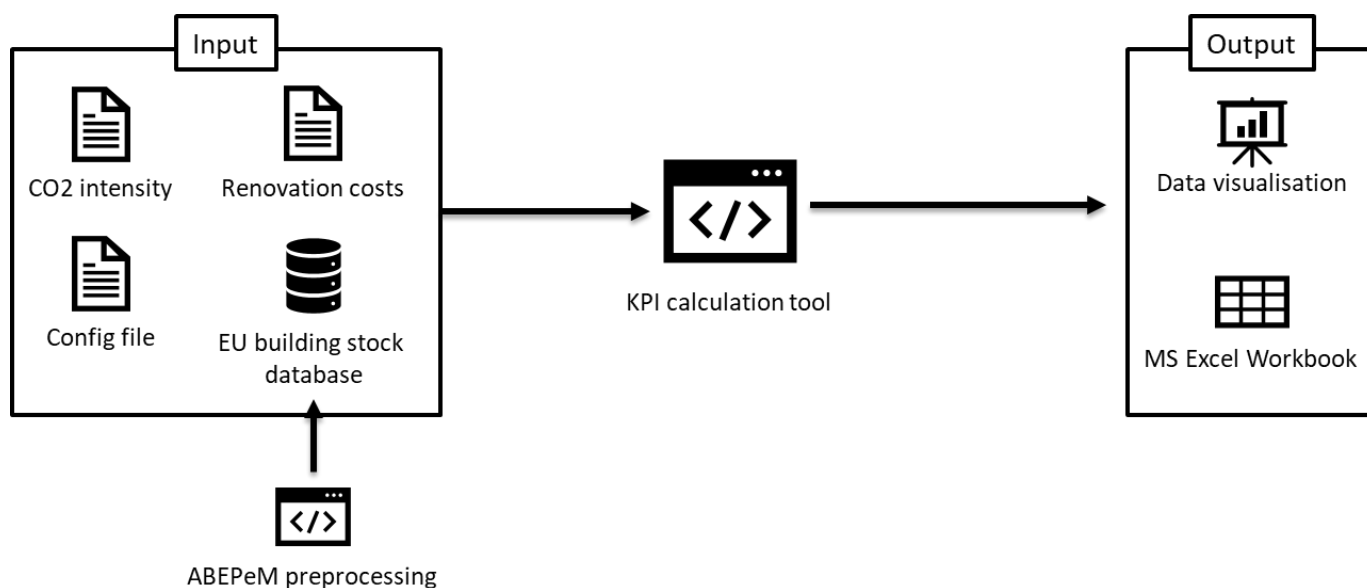 Input
CO2 intensity
Renovation costs
Config file
EU building stock
database
ABEPeM preprocessing
KPI calculation tool
Output
Data visualisation
MS Excel Workbook